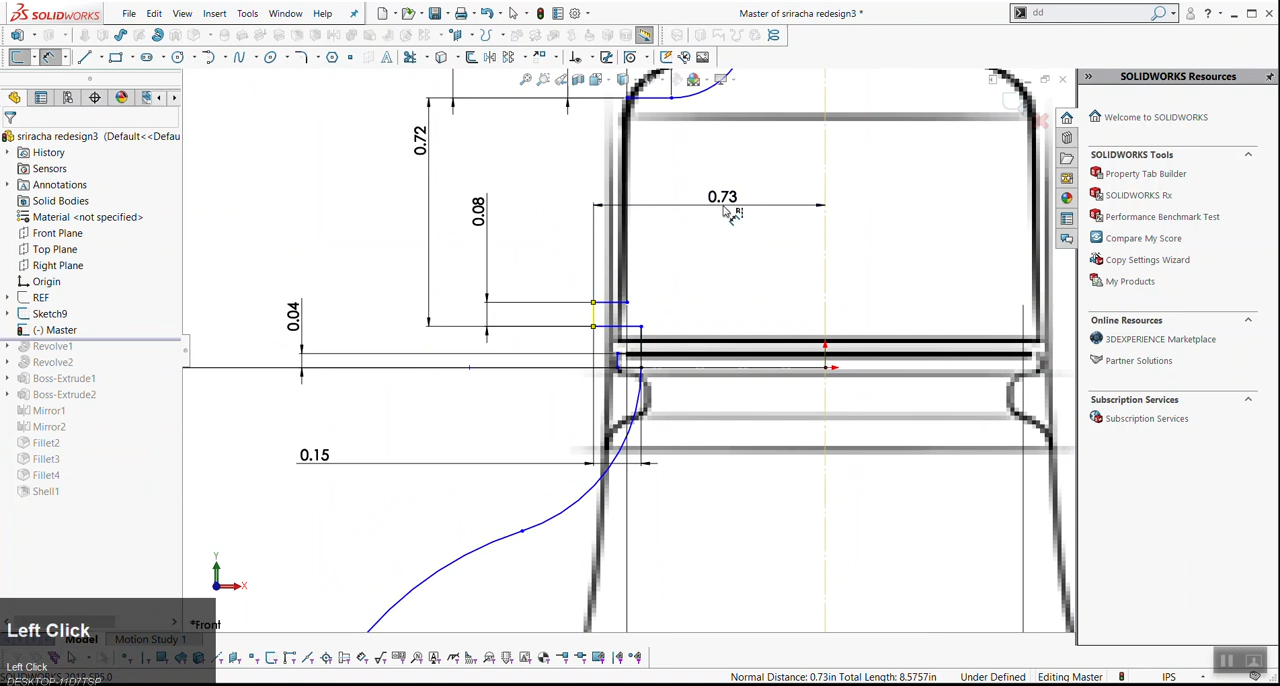 SOLIDWORKS File Edit View Insert Tools Window Help Master of sriracha redesign3 * dd
SOLIDWORKS Resources
Welcome to SOLIDWORKS
SOLIDWORKS Tools
Property Tab Builder
SOLIDWORKS Rx
Performance Benchmark Test
Compare My Score
Copy Settings Wizard
My Products
Online Resources
3DEXPERIENCE Marketplace
Partner Solutions
Subscription Services
Subscription Services
sriracha redesign3 (Default<<Defau
History
Sensors
Annotations
Solid Bodies
Material <not specified>
Front Plane
Top Plane
Right Plane
Origin
REF
Sketch9
(-) Master
Revolve1
Revolve2
Boss-Extrude1
Boss-Extrude2
Mirror1
Mirror2
Fillet2
Fillet3
Fillet4
Shell1
0.72
0.08
0.73
0.04
0.15
Y
X
*Front
Left Click
Model Motion Study 1
Left Click
DESKTOP-11D7TSP
Normal Distance: 0.73in Total Length: 8.5757in Under Defined Editing Master IPS